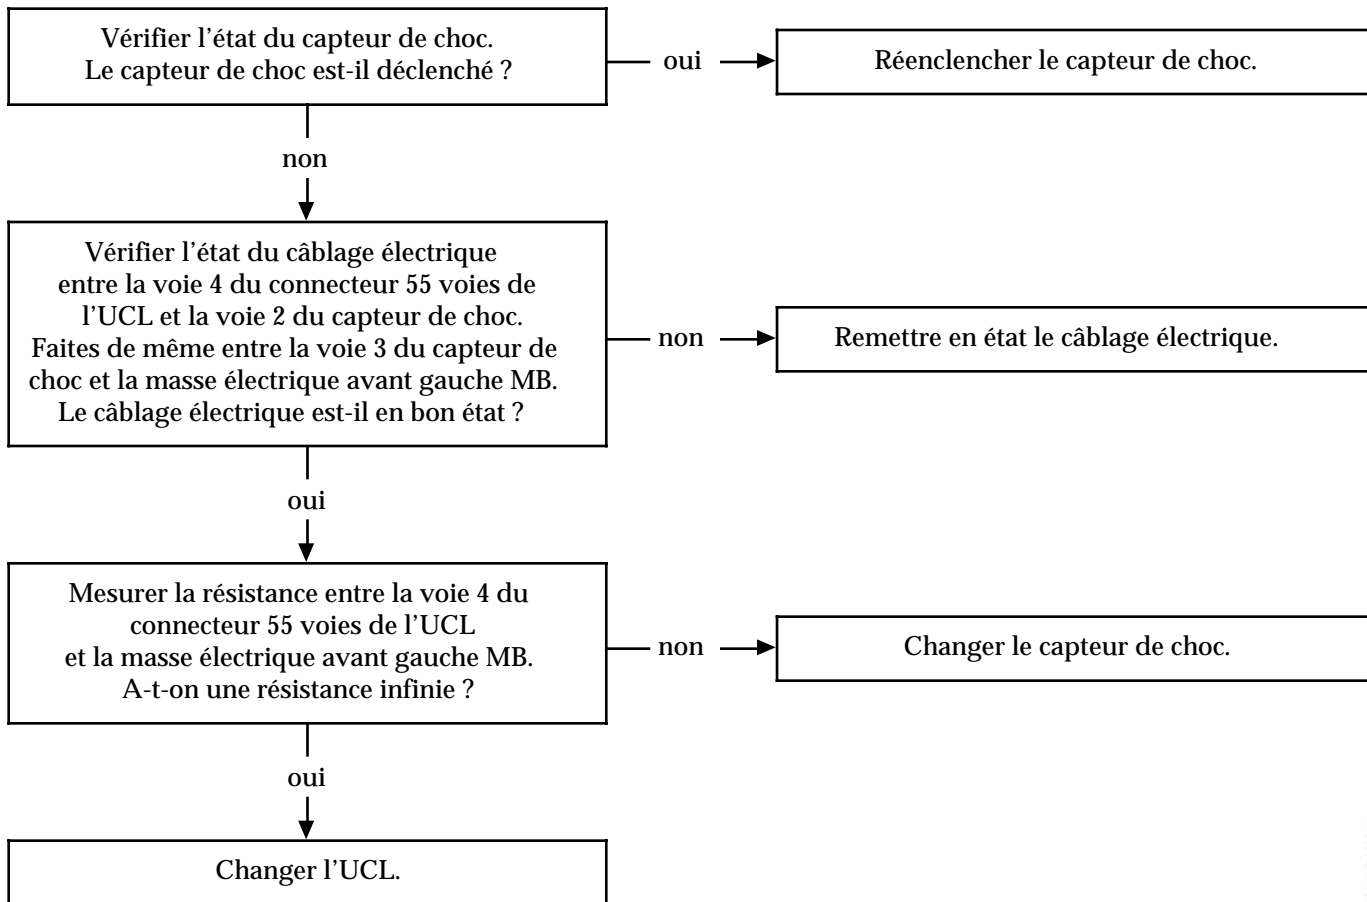 Vérifier l’état du capteur de choc.
Le capteur de choc est-il déclenché ?
oui
Réenclencher le capteur de choc.
non
Vérifier l’état du câblage électrique
entre la voie 4 du connecteur 55 voies de
l’UCL et la voie 2 du capteur de choc.
Faites de même entre la voie 3 du capteur de
choc et la masse électrique avant gauche MB.
Le câblage électrique est-il en bon état ?
non
Remettre en état le câblage électrique.
oui
Mesurer la résistance entre la voie 4 du
connecteur 55 voies de l’UCL
et la masse électrique avant gauche MB.
A-t-on une résistance infinie ?
non
Changer le capteur de choc.
oui
Changer l’UCL.